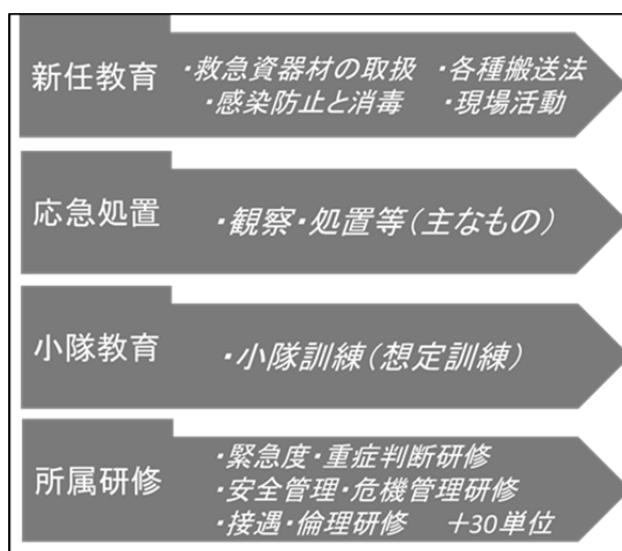 新任教育
・救急資器材の取扱 ・各種搬送法
・感染防止と消毒 ・現場活動
応急処置
・観察・処置等(主なもの)
小隊教育
・小隊訓練(想定訓練)
所属研修
・緊急度・重症判断研修
・安全管理・危機管理研修
・接遇・倫理研修 +30単位